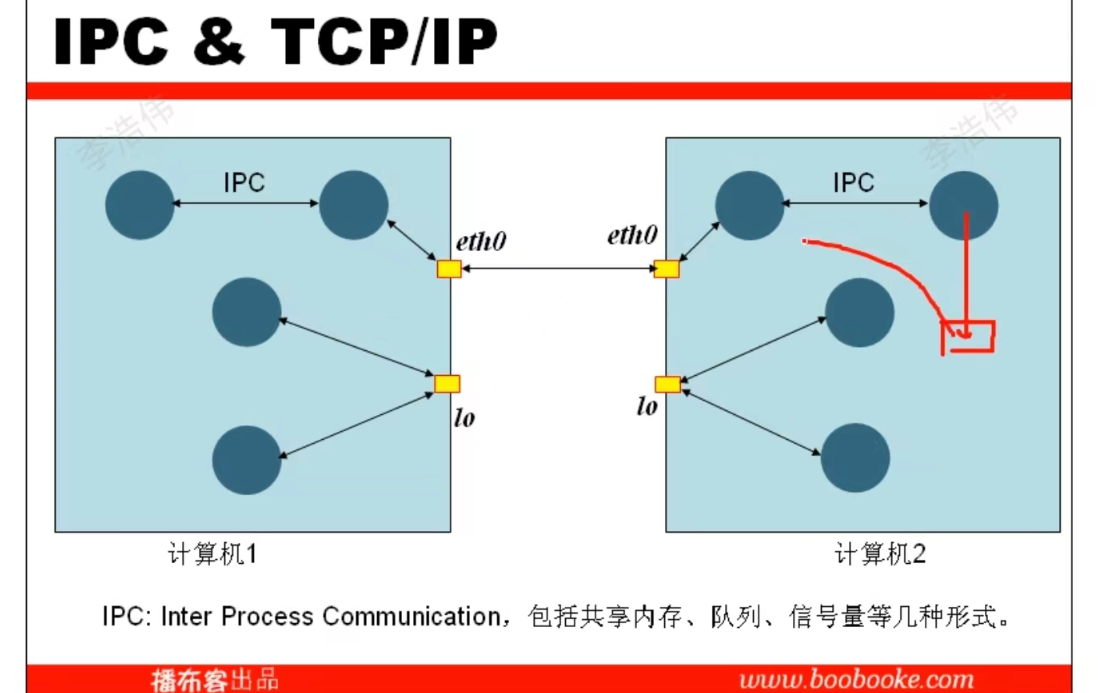 IPC & TCP/IP
李浩伟
李浩伟
IPC
IPC
eth0
eth0
lo
lo
计算机1
计算机2
IPC: Inter Process Communication，包括共享内存、队列、信号量等几种形式。
播布客出品
www.boobooke.com